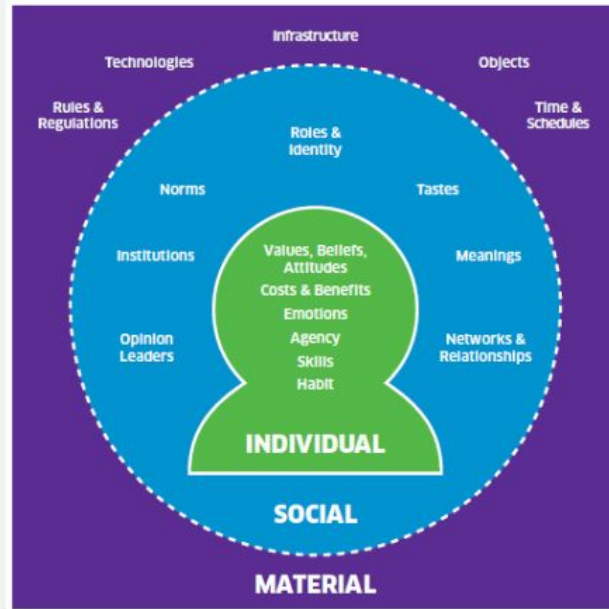 Infrastructure
Technologies
Objects
Rules &
Regulations
Time &
Schedules
Roles &
Identity
Norms
Tastes
Institutions
Values, Beliefs,
Attitudes
Meanings
Costs & Benefits
Emotions
Opinion
Leaders
Agency
Networks &
Relationships
Skills
Habit
INDIVIDUAL
SOCIAL
MATERIAL